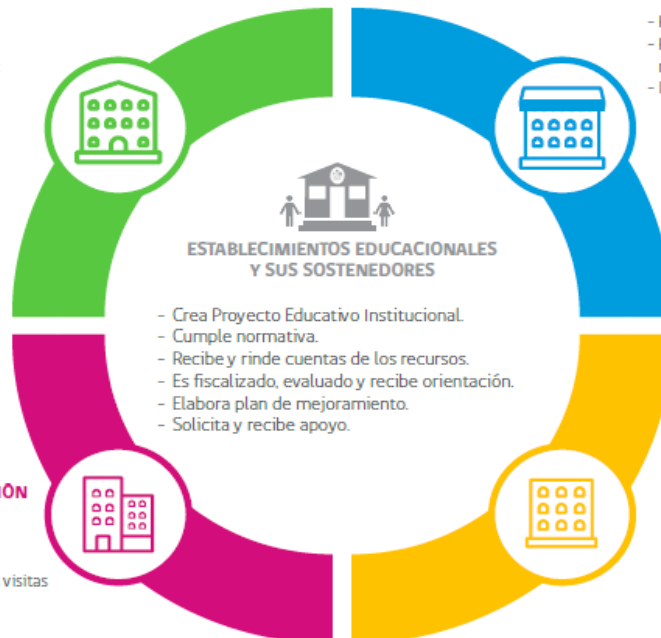 ESTABLECIMIENTOS EDUCACIONALES
Y SUS SOSTENEDORES
- Crea Proyecto Educativo Institucional.
- Cumple normativa.
- Recibe y rinde cuentas de los recursos.
- Es fiscalizado, evaluado y recibe orientación.
- Elabora plan de mejoramiento.
- Solicita y recibe apoyo.
visitas